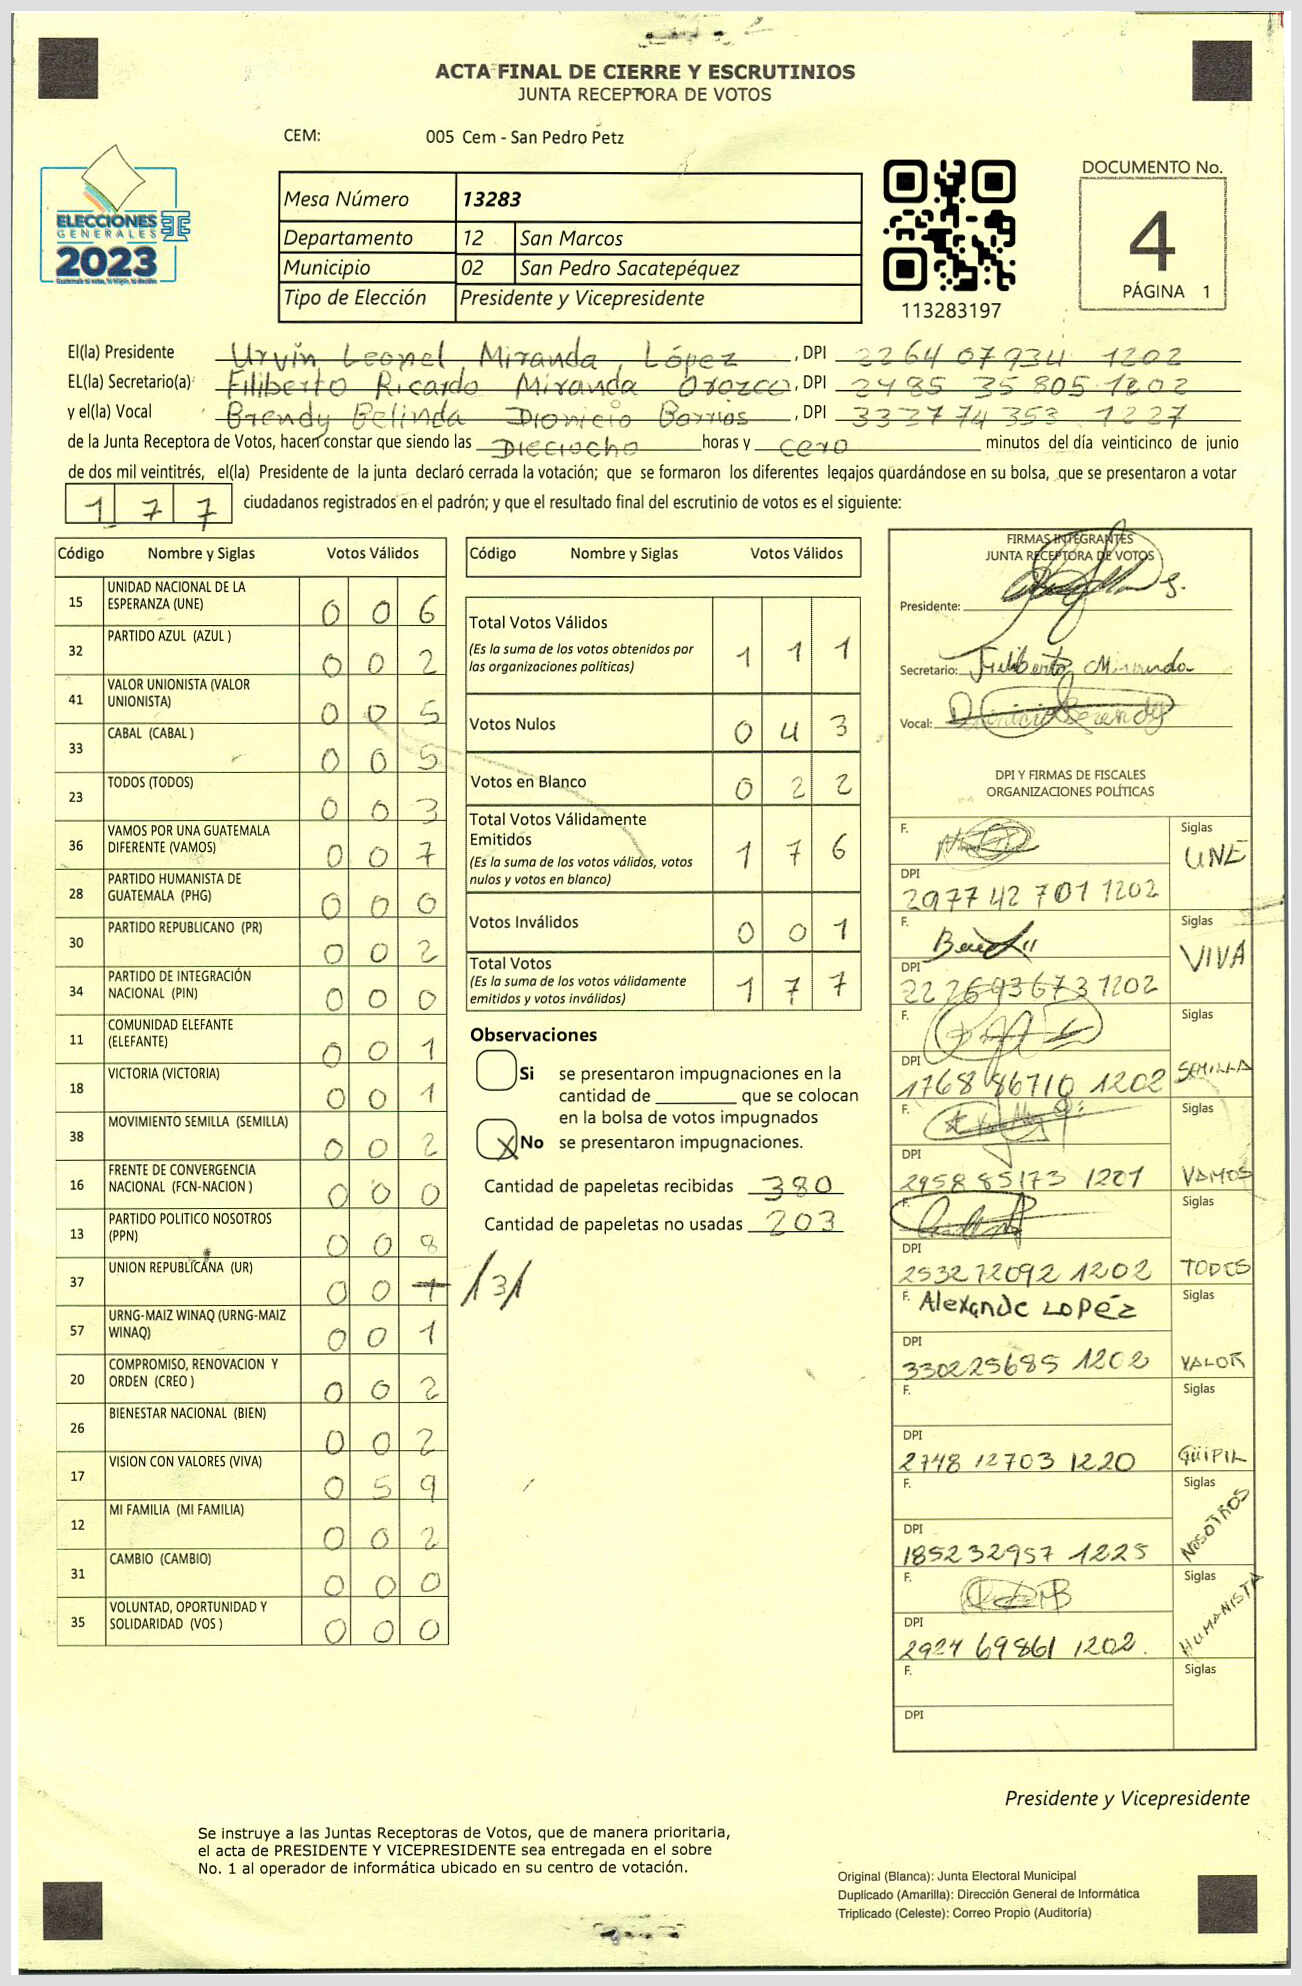 ACTA FINAL DE CIERRE Y ESCRUTINIOS
JUNTA RECEPTORA DE VOTOS
CEM: 005 Cem - San Pedro Petz
ELECCIONES
GENERALES
2023
Mesa Número 13283
Departamento 12 San Marcos
Municipio 02 San Pedro Sacatepéquez
Tipo de Elección Presidente y Vicepresidente
113283197
DOCUMENTO No.
4
PÁGINA 1
El(la) Presidente Urvin Leonel Miranda López, DPI 2264 07934 1202
EL(la) Secretario(a): Filiberto Ricardo Miranda Orozco, DPI 2485 35 805 1202
y el(la) Vocal Brendy Belinda Dionicio Barrios, DPI 3327 74 353 1227
de la Junta Receptora de Votos, hacen constar que siendo las Dieciocho horas y cero minutos del día veinticinco de junio
de dos mil veintitrés, el(la) Presidente de la junta declaró cerrada la votación; que se formaron los diferentes legajos guardándose en su bolsa, que se presentaron a votar
1 7 7 ciudadanos registrados en el padrón; y que el resultado final del escrutinio de votos es el siguiente:
Código Nombre y Siglas Votos Válidos
15 UNIDAD NACIONAL DE LA ESPERANZA (UNE) 0 0 6
32 PARTIDO AZUL (AZUL ) 0 0 2
41 VALOR UNIONISTA (VALOR UNIONISTA) 0 0 5
33 CABAL (CABAL ) 0 0 5
23 TODOS (TODOS) 0 0 3
36 VAMOS POR UNA GUATEMALA DIFERENTE (VAMOS) 0 0 7
28 PARTIDO HUMANISTA DE GUATEMALA (PHG) 0 0 0
30 PARTIDO REPUBLICANO (PR) 0 0 2
34 PARTIDO DE INTEGRACIÓN NACIONAL (PIN) 0 0 0
11 COMUNIDAD ELEFANTE (ELEFANTE) 0 0 1
18 VICTORIA (VICTORIA) 0 0 1
38 MOVIMIENTO SEMILLA (SEMILLA) 0 0 2
16 FRENTE DE CONVERGENCIA NACIONAL (FCN-NACION ) 0 0 0
13 PARTIDO POLITICO NOSOTROS (PPN) 0 0 8
37 UNION REPUBLICANA (UR) 0 0 1 /3/
57 URNG-MAIZ WINAQ (URNG-MAIZ WINAQ) 0 0 1
20 COMPROMISO, RENOVACION Y ORDEN (CREO ) 0 0 2
26 BIENESTAR NACIONAL (BIEN) 0 0 2
17 VISION CON VALORES (VIVA) 0 5 9
12 MI FAMILIA (MI FAMILIA) 0 0 2
31 CAMBIO (CAMBIO) 0 0 0
35 VOLUNTAD, OPORTUNIDAD Y SOLIDARIDAD (VOS ) 0 0 0
Código Nombre y Siglas Votos Válidos
Total Votos Válidos 1 1 1
(Es la suma de los votos obtenidos por
las organizaciones políticas)
Votos Nulos 0 4 3
Votos en Blanco 0 2 2
Total Votos Válidamente
Emitidos 1 7 6
(Es la suma de los votos válidos, votos
nulos y votos en blanco)
Votos Inválidos 0 0 1
Total Votos 1 7 7
(Es la suma de los votos válidamente
emitidos y votos inválidos)
Observaciones
Si se presentaron impugnaciones en la
cantidad de ________ que se colocan
en la bolsa de votos impugnados
X No se presentaron impugnaciones.
Cantidad de papeletas recibidas 380
Cantidad de papeletas no usadas 203
FIRMAS INTEGRANTES
JUNTA RECEPTORA DE VOTOS
Presidente:
Secretario: Filiberto Miranda
Vocal:
DPI Y FIRMAS DE FISCALES
ORGANIZACIONES POLÍTICAS
F. Siglas UNE
DPI 2977 42 701 1202
F. Siglas VIVA
DPI 22 26936731202
F. Siglas SEMILLA
DPI 1768 86710 1202
F. Siglas VAMOS
DPI 2958 85173 1201
F. Siglas TODOS
DPI 2532 72092 1202
F. Alexandc LOPéz Siglas VALOR
DPI 330225685 1202
F. Siglas GÜIPIL
DPI 2748 12703 1220
F. Siglas NOSOTROS
DPI 1852 32957 1225
F. Siglas HUMANISTA
DPI 2924 69861 1202.
F. Siglas
DPI
Presidente y Vicepresidente
Se instruye a las Juntas Receptoras de Votos, que de manera prioritaria,
el acta de PRESIDENTE Y VICEPRESIDENTE sea entregada en el sobre
No. 1 al operador de informática ubicado en su centro de votación.
Original (Blanca): Junta Electoral Municipal
Duplicado (Amarilla): Dirección General de Informática
Triplicado (Celeste): Correo Propio (Auditoría)